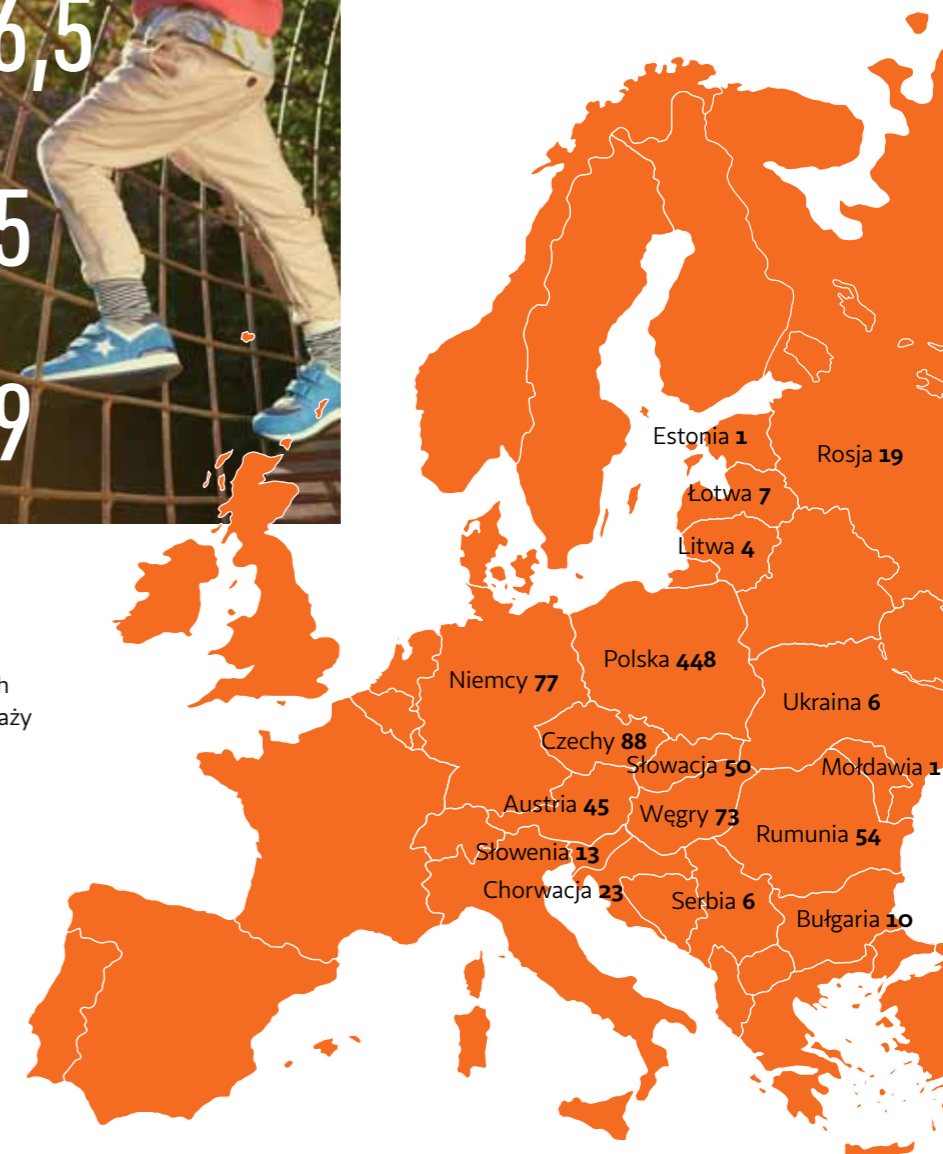 6,5
5
9
h
aży
Estonia 1
Rosja 19
Łotwa 7
Litwa 4
Polska 448
Niemcy 77
Ukraina 6
Czechy 88
Słowacja 50
Mołdawia 1
Austria 45
Węgry 73
Rumunia 54
Słowenia 13
Chorwacja 23
Serbia 6
Bułgaria 10